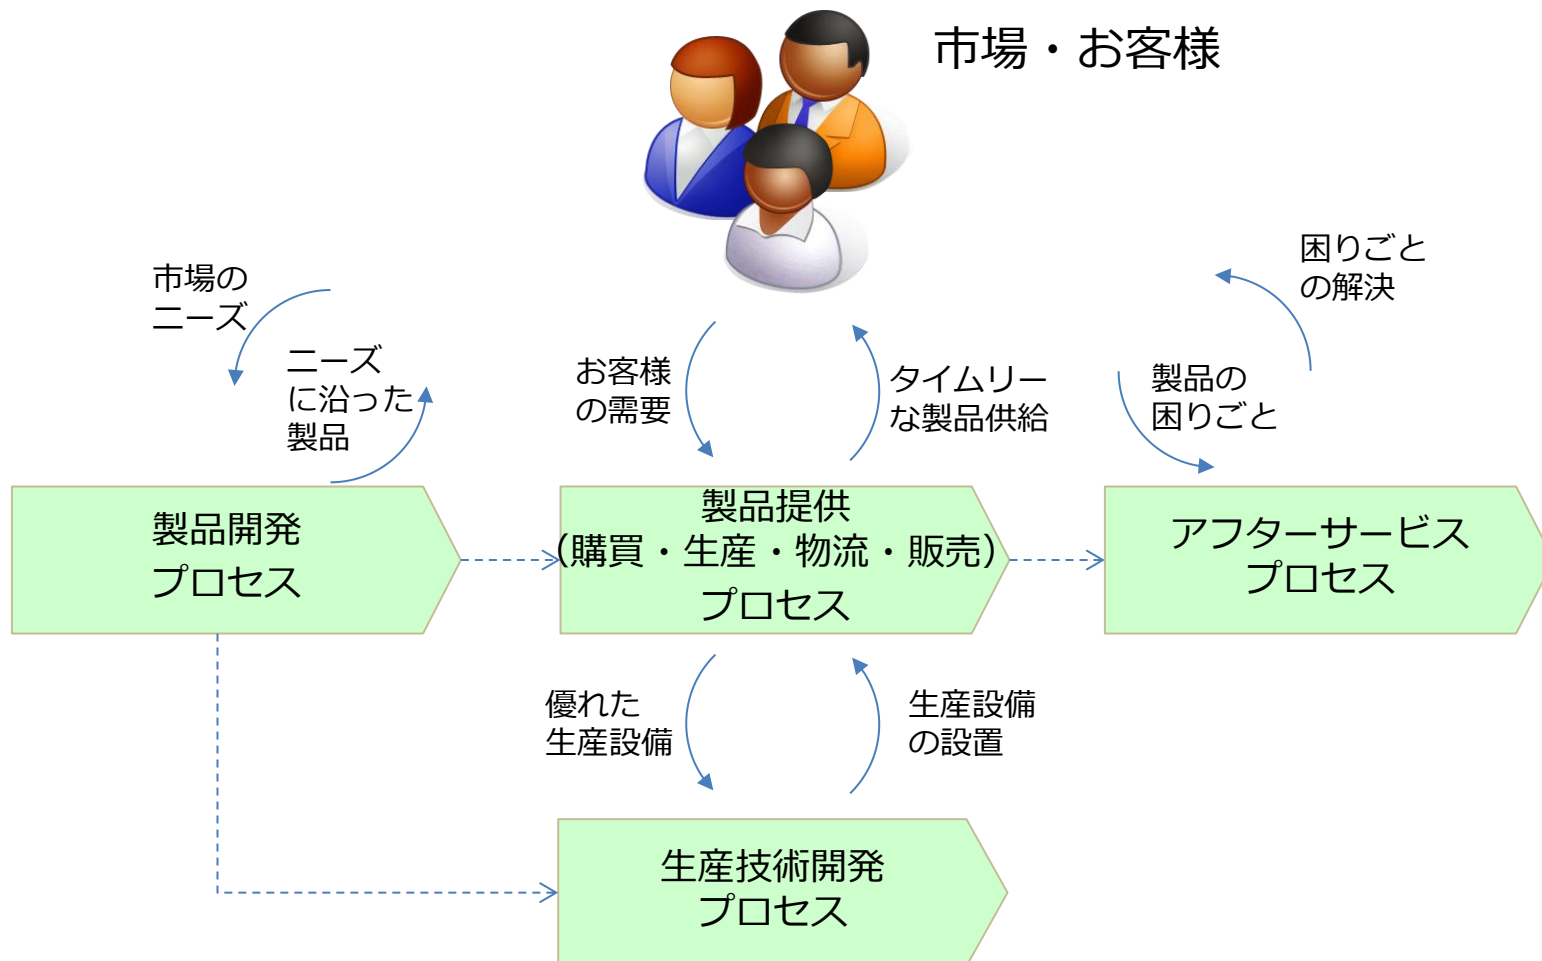 市場・お客様
市場の
ニーズ
ニーズ
に沿った
製品
お客様
の需要
タイムリー
な製品供給
困りごと
の解決
製品の
困りごと
製品開発
プロセス
製品提供
（購買・生産・物流・販売）
プロセス
アフターサービス
プロセス
優れた
生産設備
生産設備
の設置
生産技術開発
プロセス